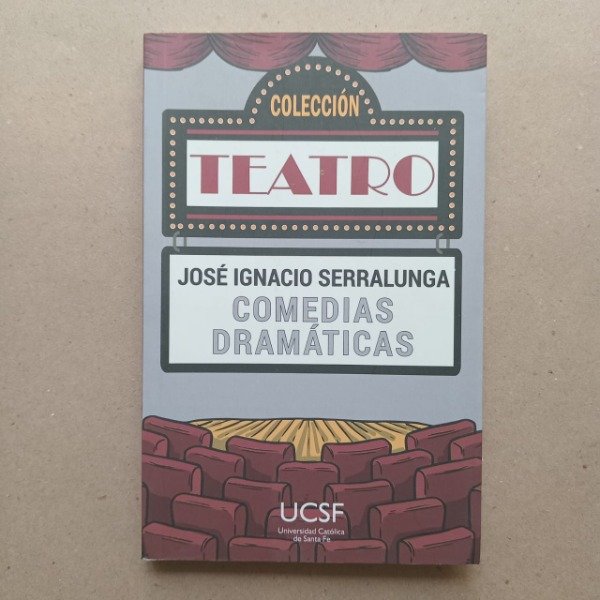 COLECCIÓN
TEATRO
JOSÉ IGNACIO SERRALUNGA
COMEDIAS
DRAMÁTICAS
UCSF
Universidad Católica
de Santa Fe